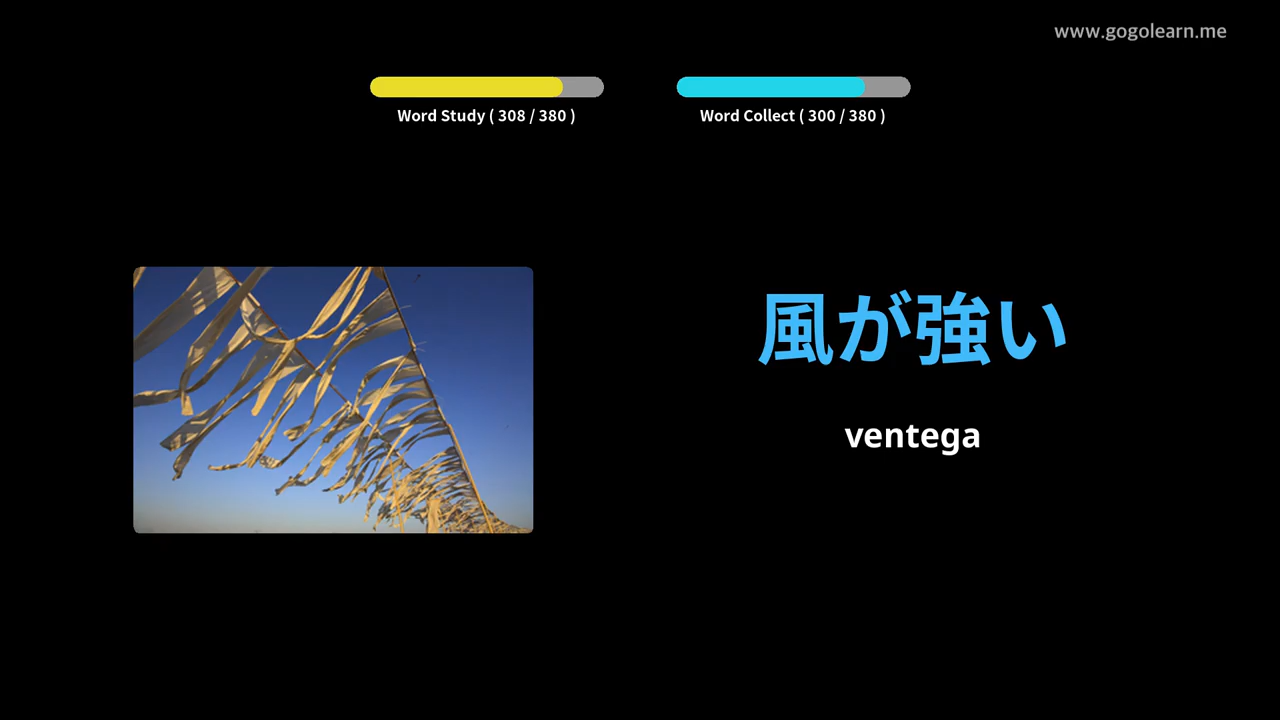 www.gogolearn.me
Word Study ( 308 / 380 )
Word Collect ( 300 / 380 )
風が強い
ventega